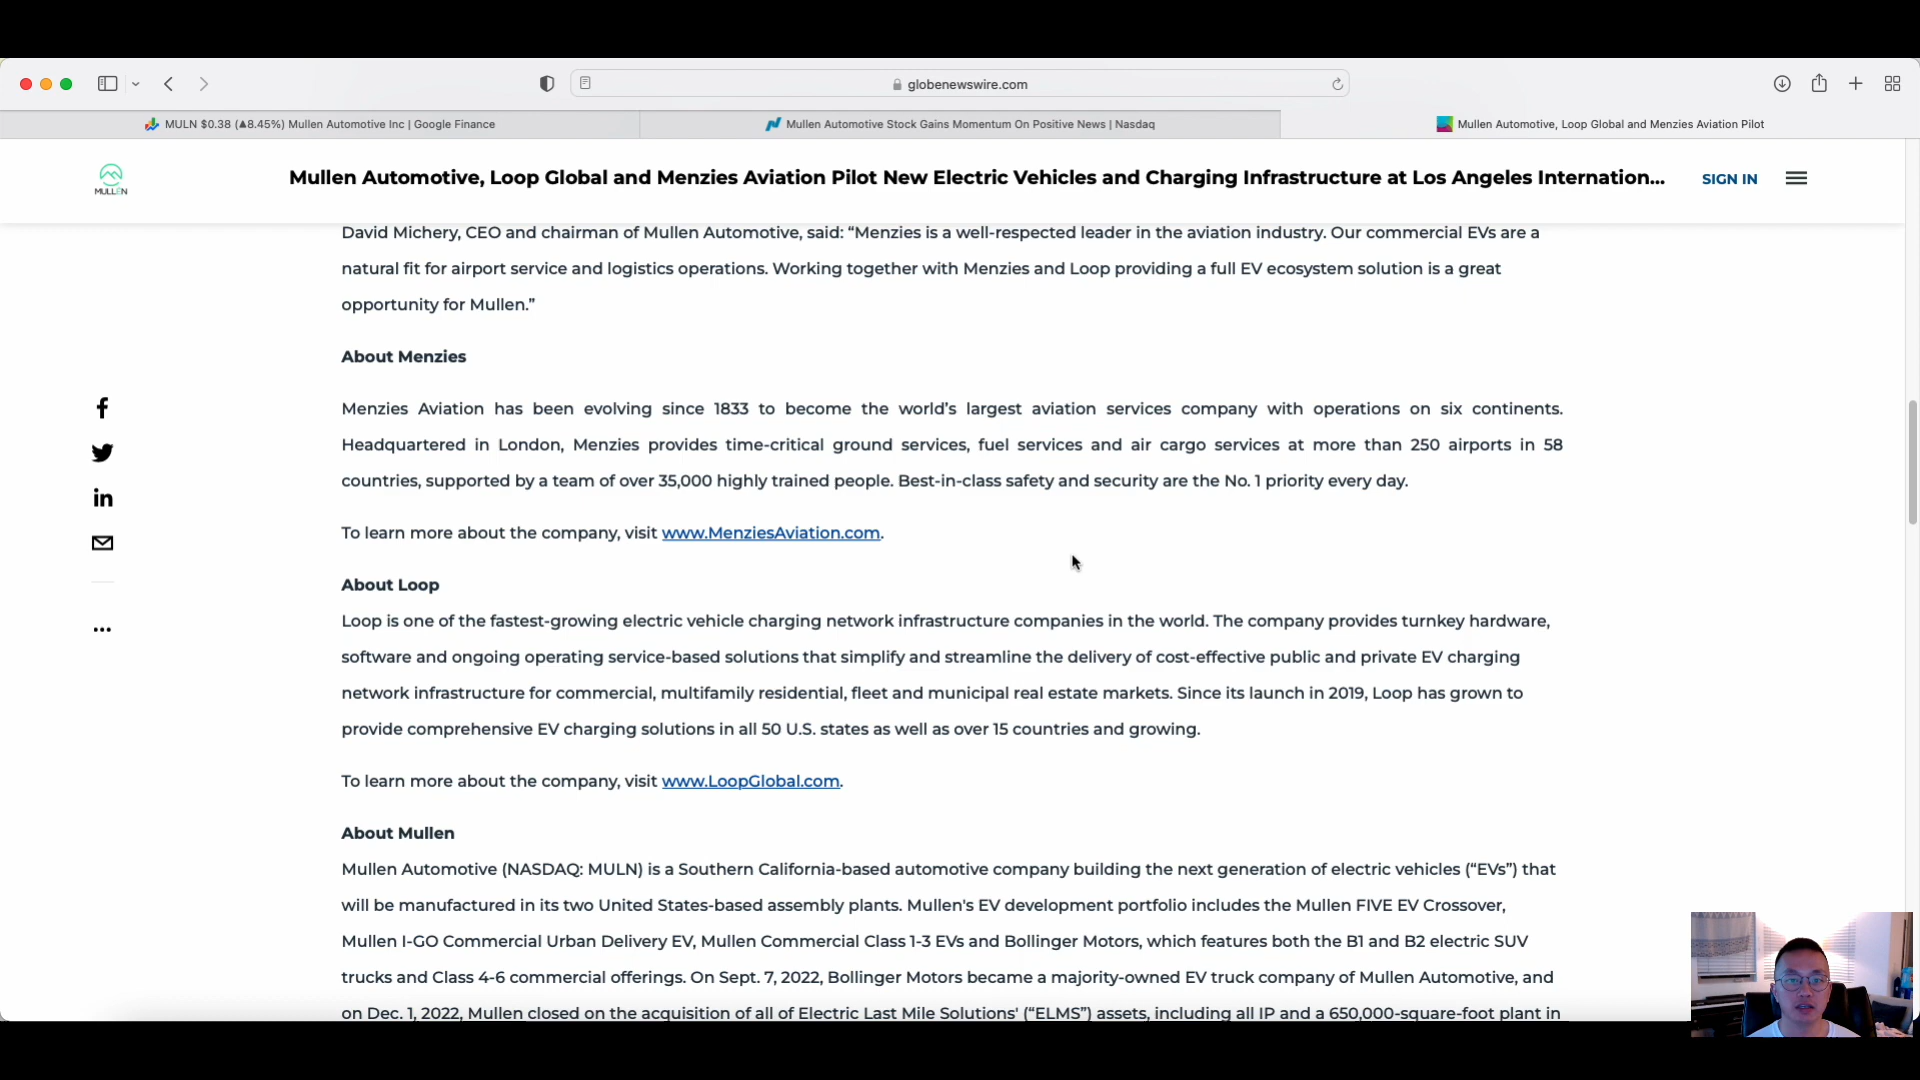 globenewswire.com
MULN $0.38 (▲8.45%) Mullen Automotive Inc | Google Finance
Mullen Automotive Stock Gains Momentum On Positive News | Nasdaq
Mullen Automotive, Loop Global and Menzies Aviation Pilot
MULLEN
Mullen Automotive, Loop Global and Menzies Aviation Pilot New Electric Vehicles and Charging Infrastructure at Los Angeles Internation...
SIGN IN
David Michery, CEO and chairman of Mullen Automotive, said: “Menzies is a well-respected leader in the aviation industry. Our commercial EVs are a
natural fit for airport service and logistics operations. Working together with Menzies and Loop providing a full EV ecosystem solution is a great
opportunity for Mullen.”
About Menzies
Menzies Aviation has been evolving since 1833 to become the world’s largest aviation services company with operations on six continents.
Headquartered in London, Menzies provides time-critical ground services, fuel services and air cargo services at more than 250 airports in 58
countries, supported by a team of over 35,000 highly trained people. Best-in-class safety and security are the No. 1 priority every day.
To learn more about the company, visit www.MenziesAviation.com.
About Loop
Loop is one of the fastest-growing electric vehicle charging network infrastructure companies in the world. The company provides turnkey hardware,
software and ongoing operating service-based solutions that simplify and streamline the delivery of cost-effective public and private EV charging
network infrastructure for commercial, multifamily residential, fleet and municipal real estate markets. Since its launch in 2019, Loop has grown to
provide comprehensive EV charging solutions in all 50 U.S. states as well as over 15 countries and growing.
To learn more about the company, visit www.LoopGlobal.com.
About Mullen
Mullen Automotive (NASDAQ: MULN) is a Southern California-based automotive company building the next generation of electric vehicles (“EVs”) that
will be manufactured in its two United States-based assembly plants. Mullen's EV development portfolio includes the Mullen FIVE EV Crossover,
Mullen I-GO Commercial Urban Delivery EV, Mullen Commercial Class 1-3 EVs and Bollinger Motors, which features both the B1 and B2 electric SUV
trucks and Class 4-6 commercial offerings. On Sept. 7, 2022, Bollinger Motors became a majority-owned EV truck company of Mullen Automotive, and
on Dec. 1, 2022, Mullen closed on the acquisition of all of Electric Last Mile Solutions' (“ELMS”) assets, including all IP and a 650,000-square-foot plant in